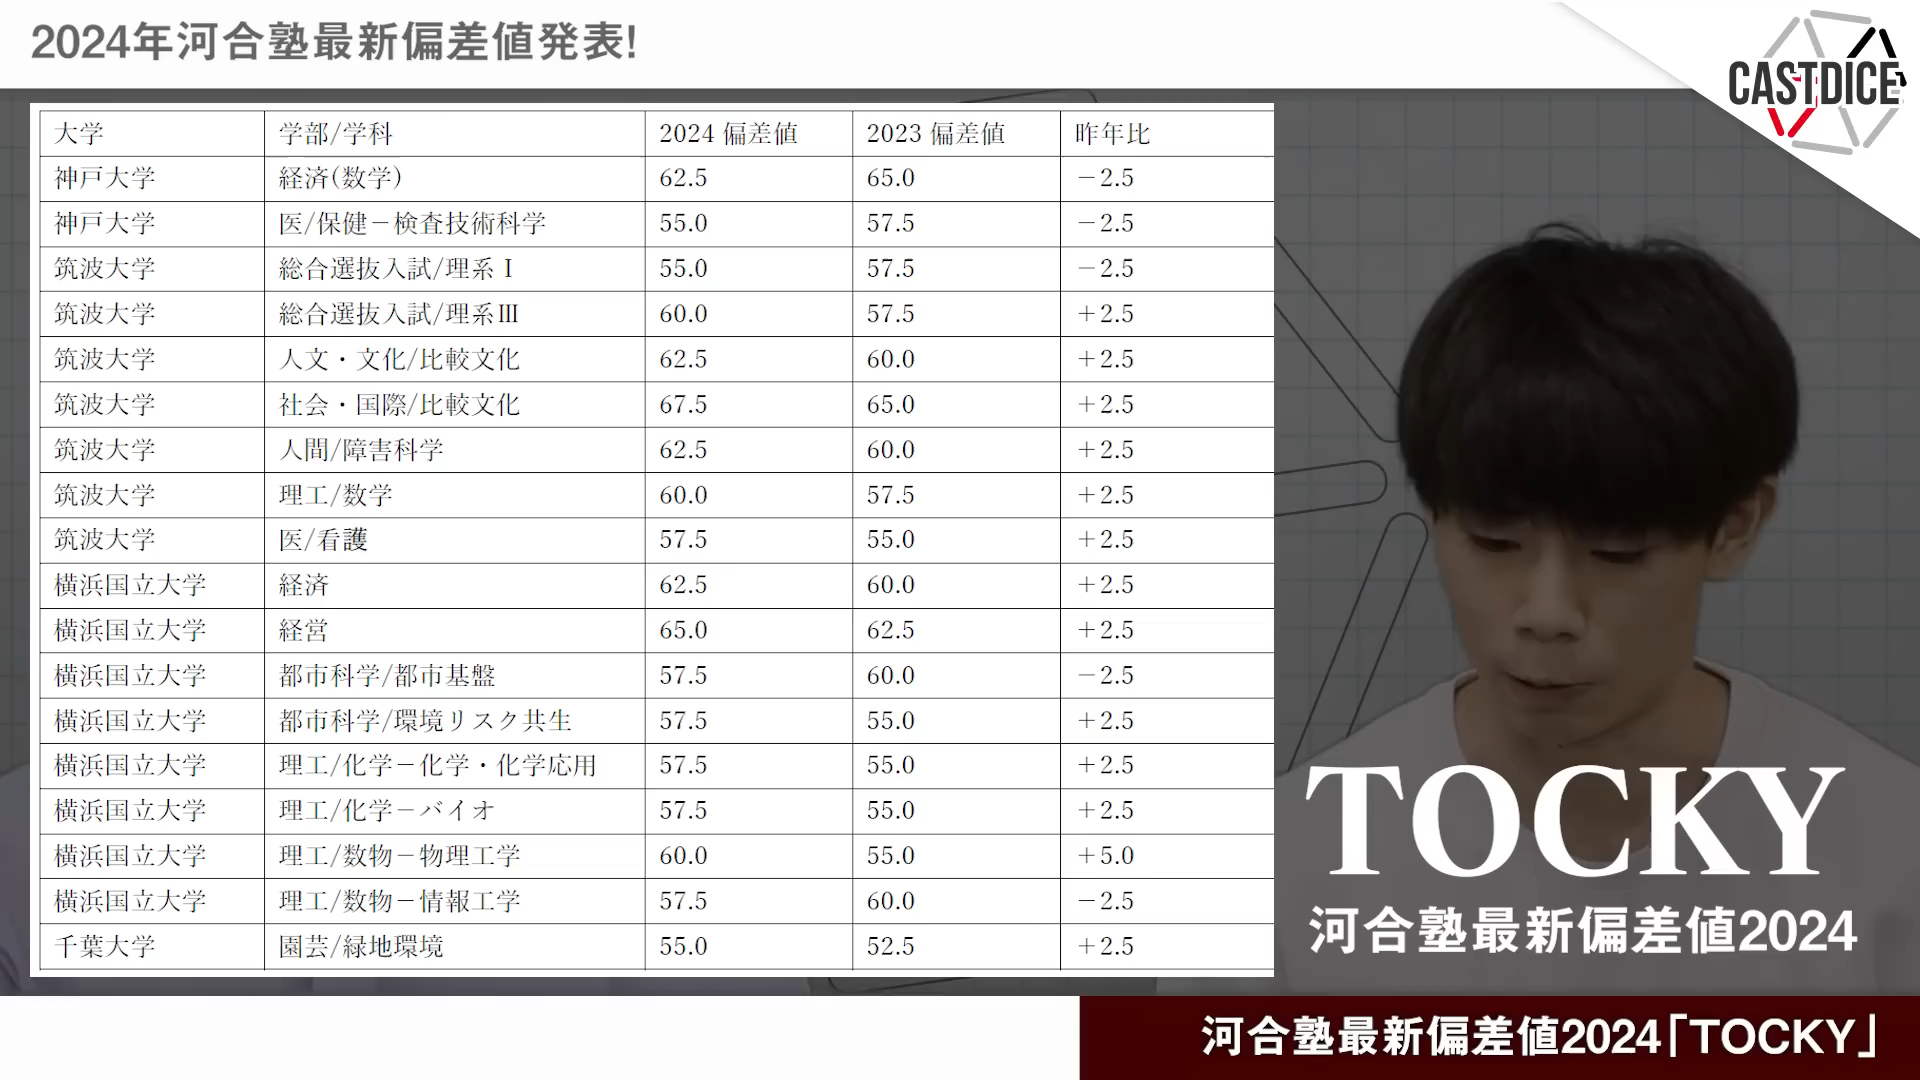 2024年河合塾最新偏差値発表!
CASTDICE
大学 学部/学科 2024 偏差値 2023 偏差値 昨年比
神戸大学 経済(数学) 62.5 65.0 －2.5
神戸大学 医/保健－検査技術科学 55.0 57.5 －2.5
筑波大学 総合選抜入試/理系Ⅰ 55.0 57.5 －2.5
筑波大学 総合選抜入試/理系Ⅲ 60.0 57.5 ＋2.5
筑波大学 人文・文化/比較文化 62.5 60.0 ＋2.5
筑波大学 社会・国際/比較文化 67.5 65.0 ＋2.5
筑波大学 人間/障害科学 62.5 60.0 ＋2.5
筑波大学 理工/数学 60.0 57.5 ＋2.5
筑波大学 医/看護 57.5 55.0 ＋2.5
横浜国立大学 経済 62.5 60.0 ＋2.5
横浜国立大学 経営 65.0 62.5 ＋2.5
横浜国立大学 都市科学/都市基盤 57.5 60.0 －2.5
横浜国立大学 都市科学/環境リスク共生 57.5 55.0 ＋2.5
横浜国立大学 理工/化学－化学・化学応用 57.5 55.0 ＋2.5
横浜国立大学 理工/化学－バイオ 57.5 55.0 ＋2.5
横浜国立大学 理工/数物－物理工学 60.0 55.0 ＋5.0
横浜国立大学 理工/数物－情報工学 57.5 60.0 －2.5
千葉大学 園芸/緑地環境 55.0 52.5 ＋2.5
TOCKY
河合塾最新偏差値2024
河合塾最新偏差値2024「TOCKY」